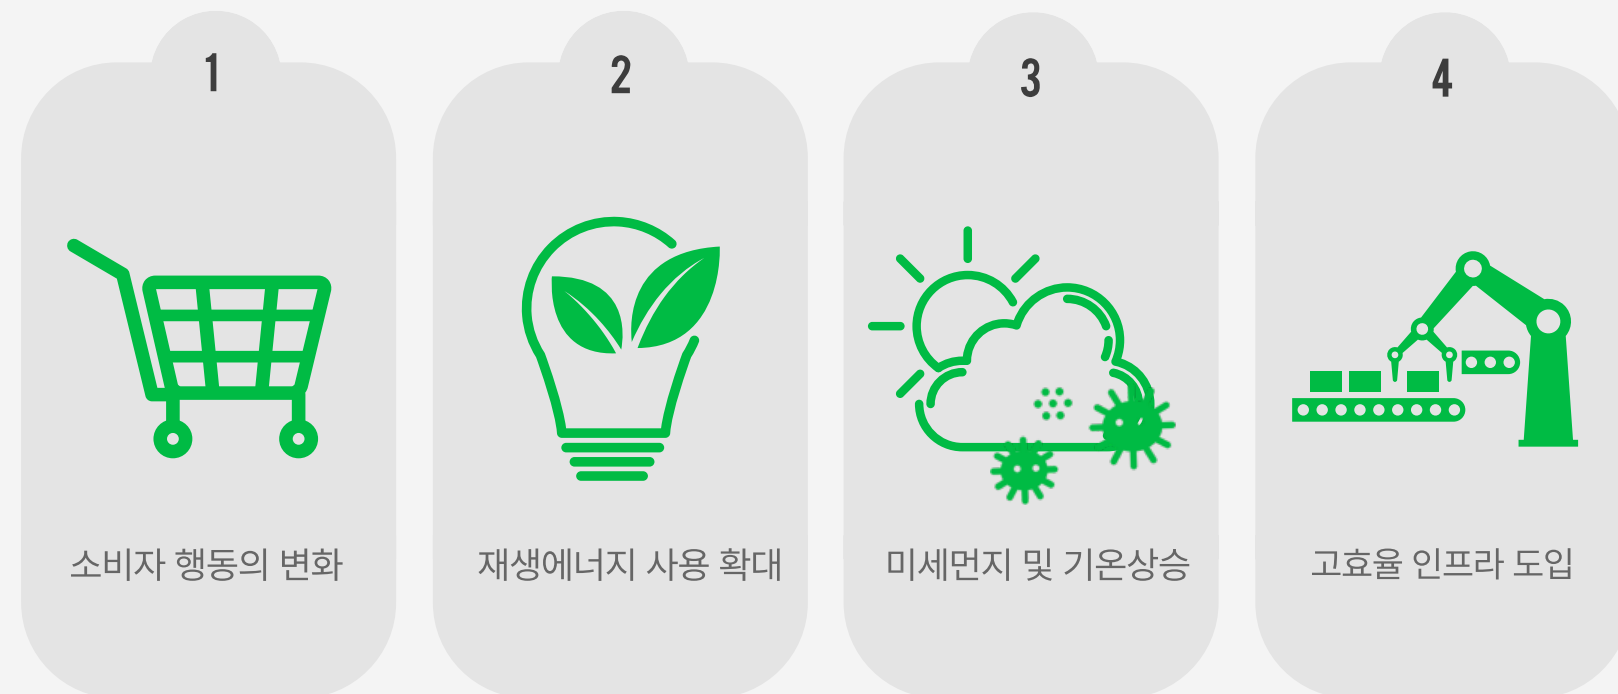 1
소비자 행동의 변화
2
재생에너지 사용 확대
3
미세먼지 및 기온상승
4
고효율 인프라 도입